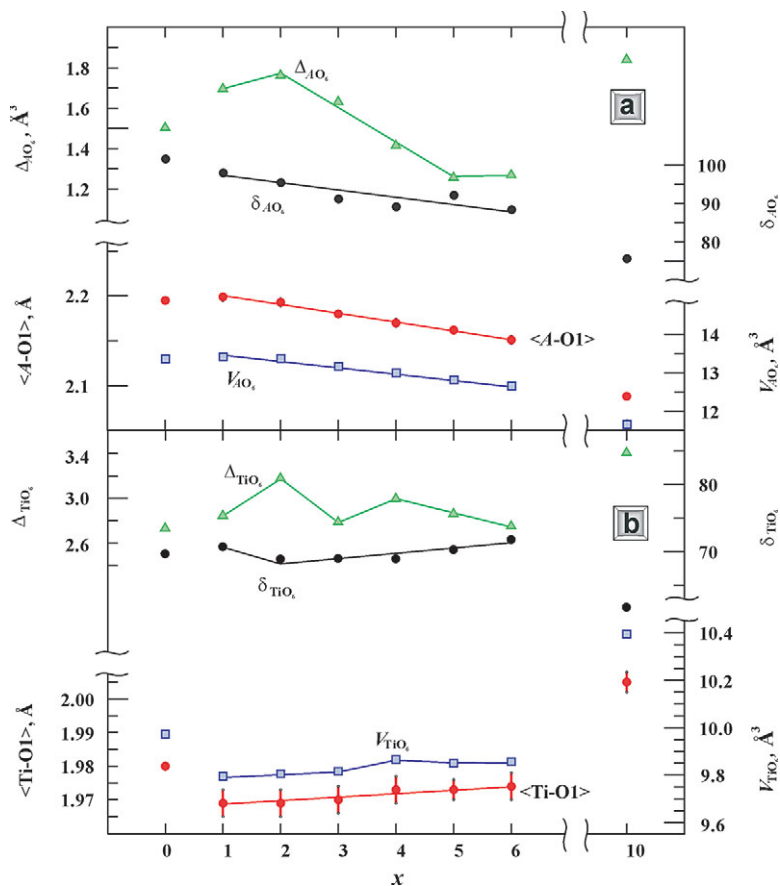 1.8
1.6
1.4
1.2
Δ_AO₆, Å³
Δ_AO₆
δ_AO₆
a
100
90
80
δ_AO₆
2.2
2.1
<A-O1>, Å
<A-O1>
V_AO₆
14
13
12
V_AO₆, Å³
3.4
3.0
2.6
Δ_TiO₆
Δ_TiO₆
δ_TiO₆
b
80
70
δ_TiO₆
2.00
1.99
1.98
1.97
<Ti-O1>, Å
V_TiO₆
<Ti-O1>
10.4
10.2
10.0
9.8
9.6
V_TiO₆, Å³
0 1 2 3 4 5 6 10
x